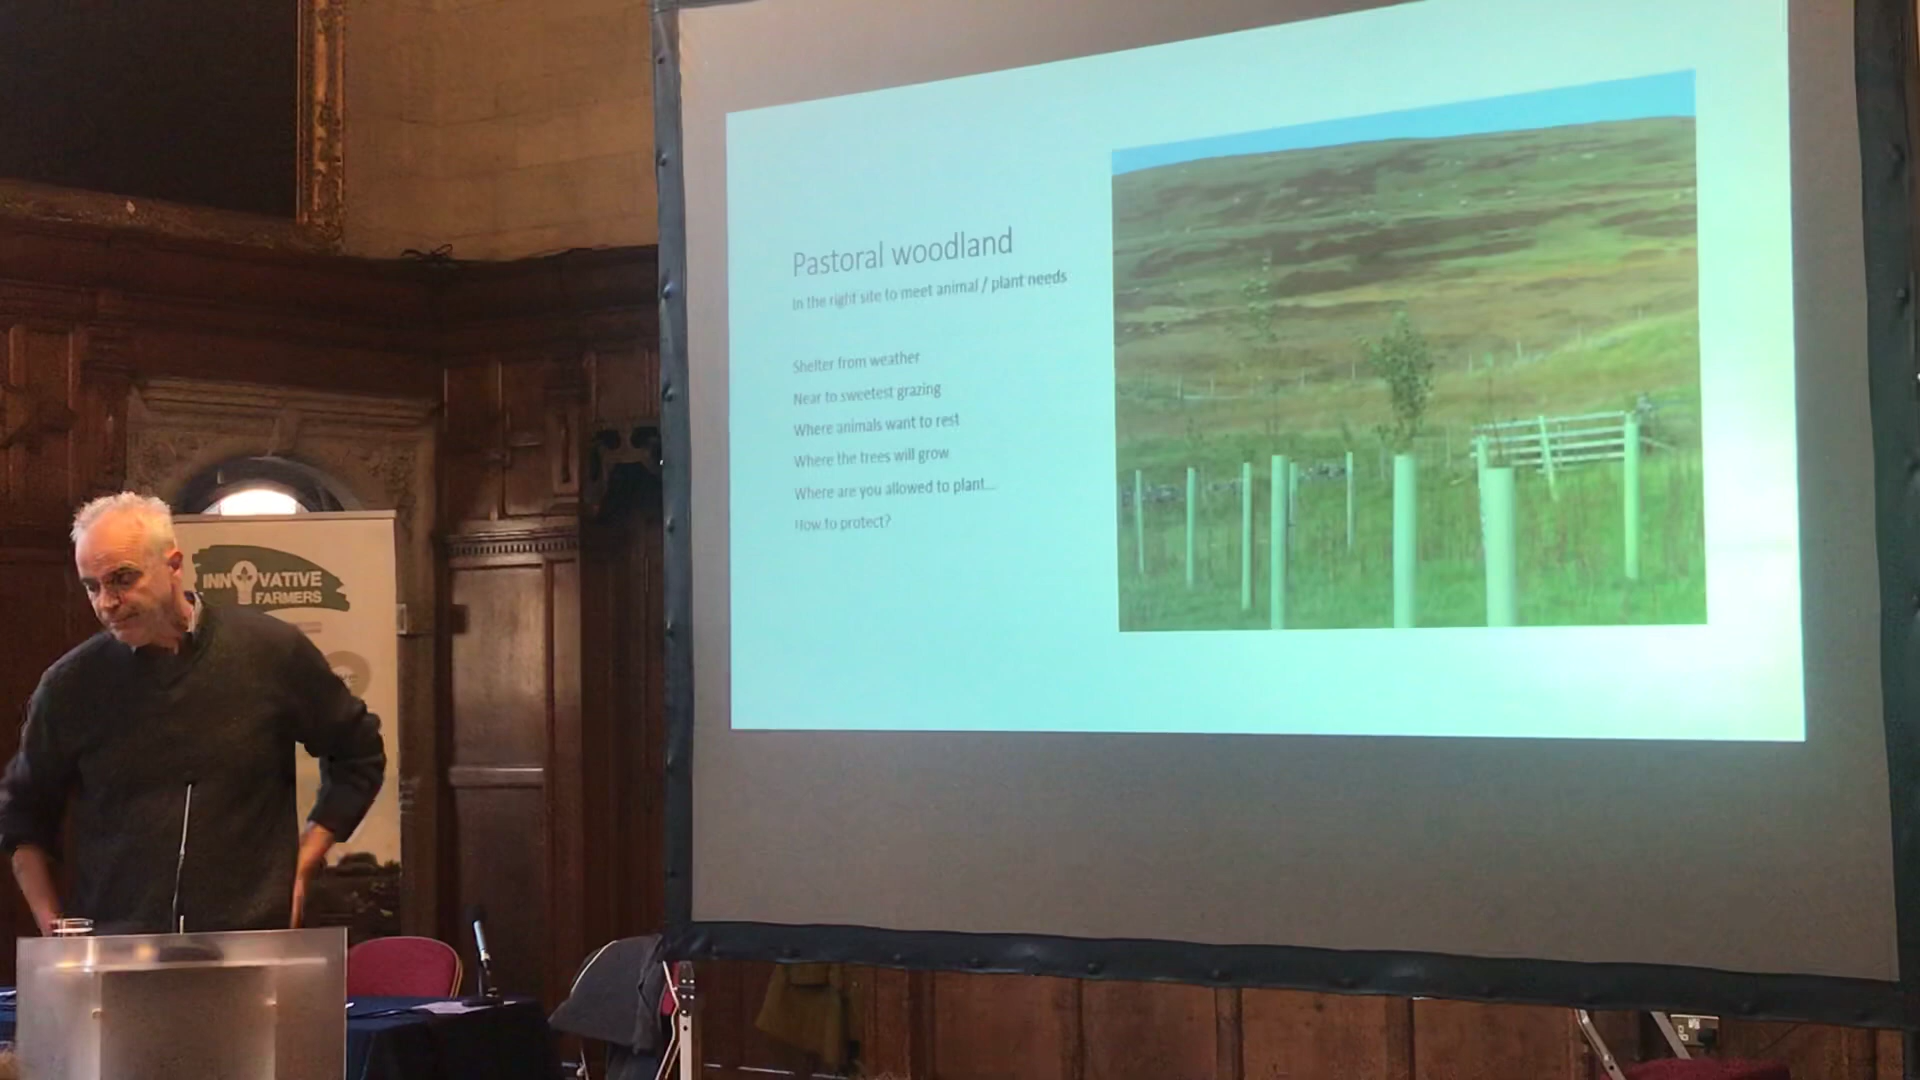 Pastoral woodland
In the right site to meet animal / plant needs
Shelter from weather
Near to sweetest grazing
Where animals want to rest
Where the trees will grow
Where are you allowed to plant...
How to protect?
INNOVATIVE
FARMERS